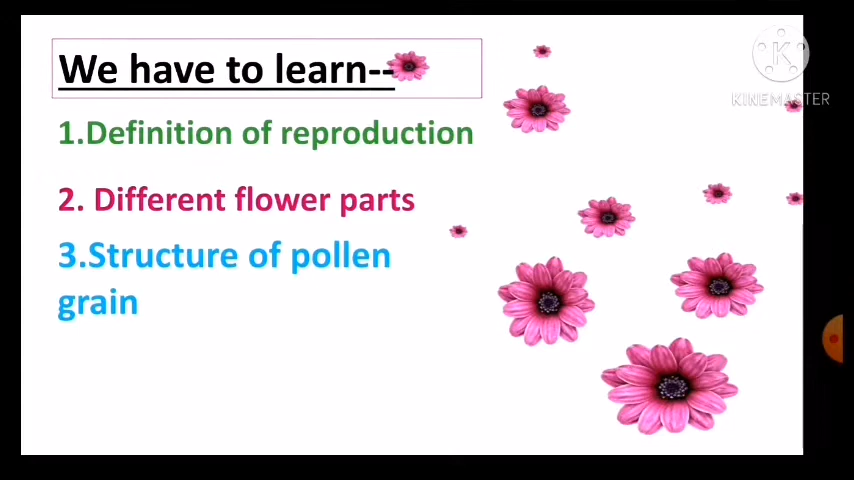 We have to learn--
1.Definition of reproduction
2. Different flower parts
3.Structure of pollen
grain
K
KINEMASTER